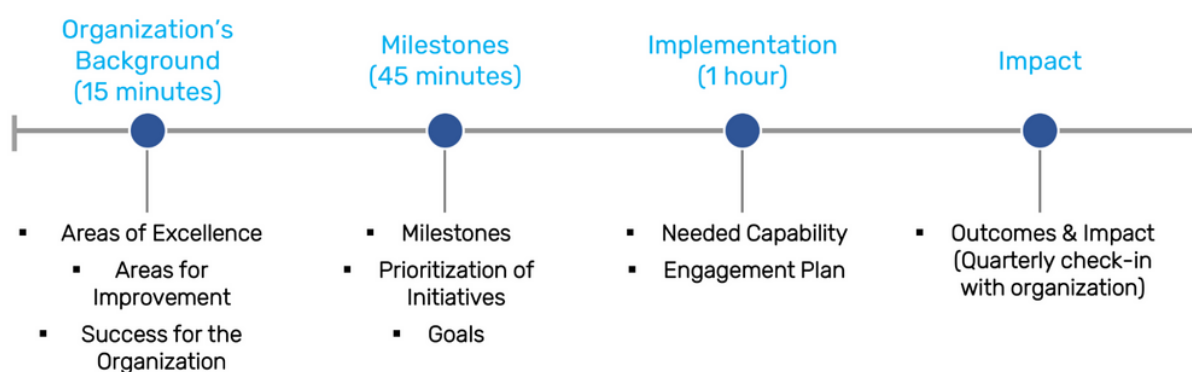 Organization's
Background
(15 minutes)
Milestones
(45 minutes)
Implementation
(1 hour)
Impact
▪ Areas of Excellence
▪ Areas for
Improvement
▪ Success for the
Organization
▪ Milestones
▪ Prioritization of
Initiatives
▪ Goals
▪ Needed Capability
▪ Engagement Plan
▪ Outcomes & Impact
(Quarterly check-in
with organization)